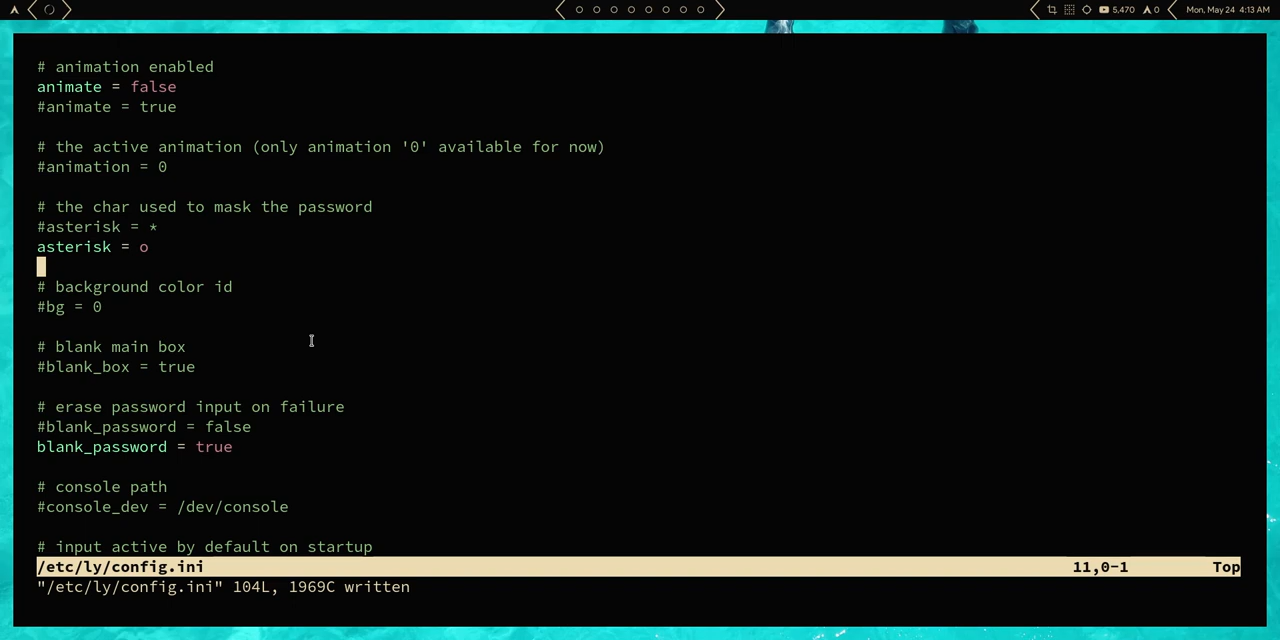 5,470
0
Mon, May 24 4:13 AM
# animation enabled
animate = false
#animate = true
# the active animation (only animation '0' available for now)
#animation = 0
# the char used to mask the password
#asterisk = *
asterisk = o
# background color id
#bg = 0
# blank main box
#blank_box = true
# erase password input on failure
#blank_password = false
blank_password = true
# console path
#console_dev = /dev/console
# input active by default on startup
/etc/ly/config.ini 11,0-1 Top
"/etc/ly/config.ini" 104L, 1969C written